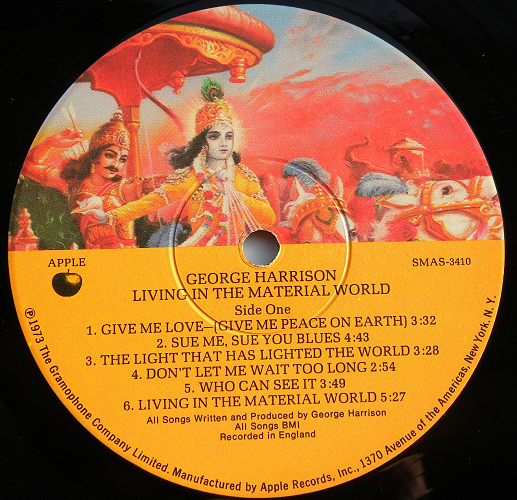 APPLE
SMAS-3410
GEORGE HARRISON
LIVING IN THE MATERIAL WORLD
Side One
1. GIVE ME LOVE—(GIVE ME PEACE ON EARTH) 3:32
2. SUE ME, SUE YOU BLUES 4:43
3. THE LIGHT THAT HAS LIGHTED THE WORLD 3:28
4. DON'T LET ME WAIT TOO LONG 2:54
5. WHO CAN SEE IT 3:49
6. LIVING IN THE MATERIAL WORLD 5:27
All Songs Written and Produced by George Harrison
All Songs BMI
Recorded in England
℗1973 The Gramophone Company Limited. Manufactured by Apple Records, Inc., 1370 Avenue of the Americas, New York, N. Y.